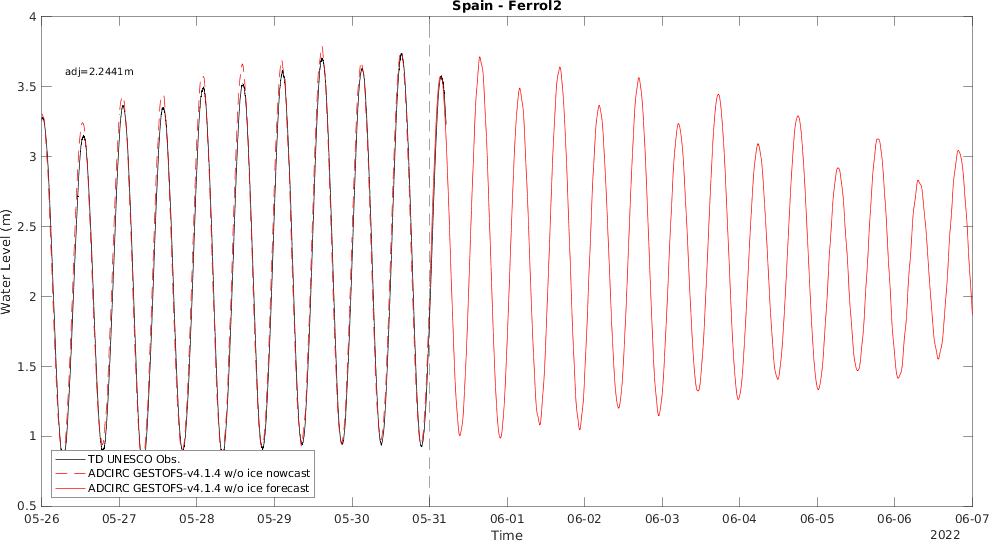 Spain - Ferrol2
adj=2.2441m
Water Level (m)
4
3.5
3
2.5
2
1.5
1
0.5
TD UNESCO Obs.
ADCIRC GESTOFS-v4.1.4 w/o ice nowcast
ADCIRC GESTOFS-v4.1.4 w/o ice forecast
05-26 05-27 05-28 05-29 05-30 05-31 06-01 06-02 06-03 06-04 06-05 06-06 06-07
Time
2022